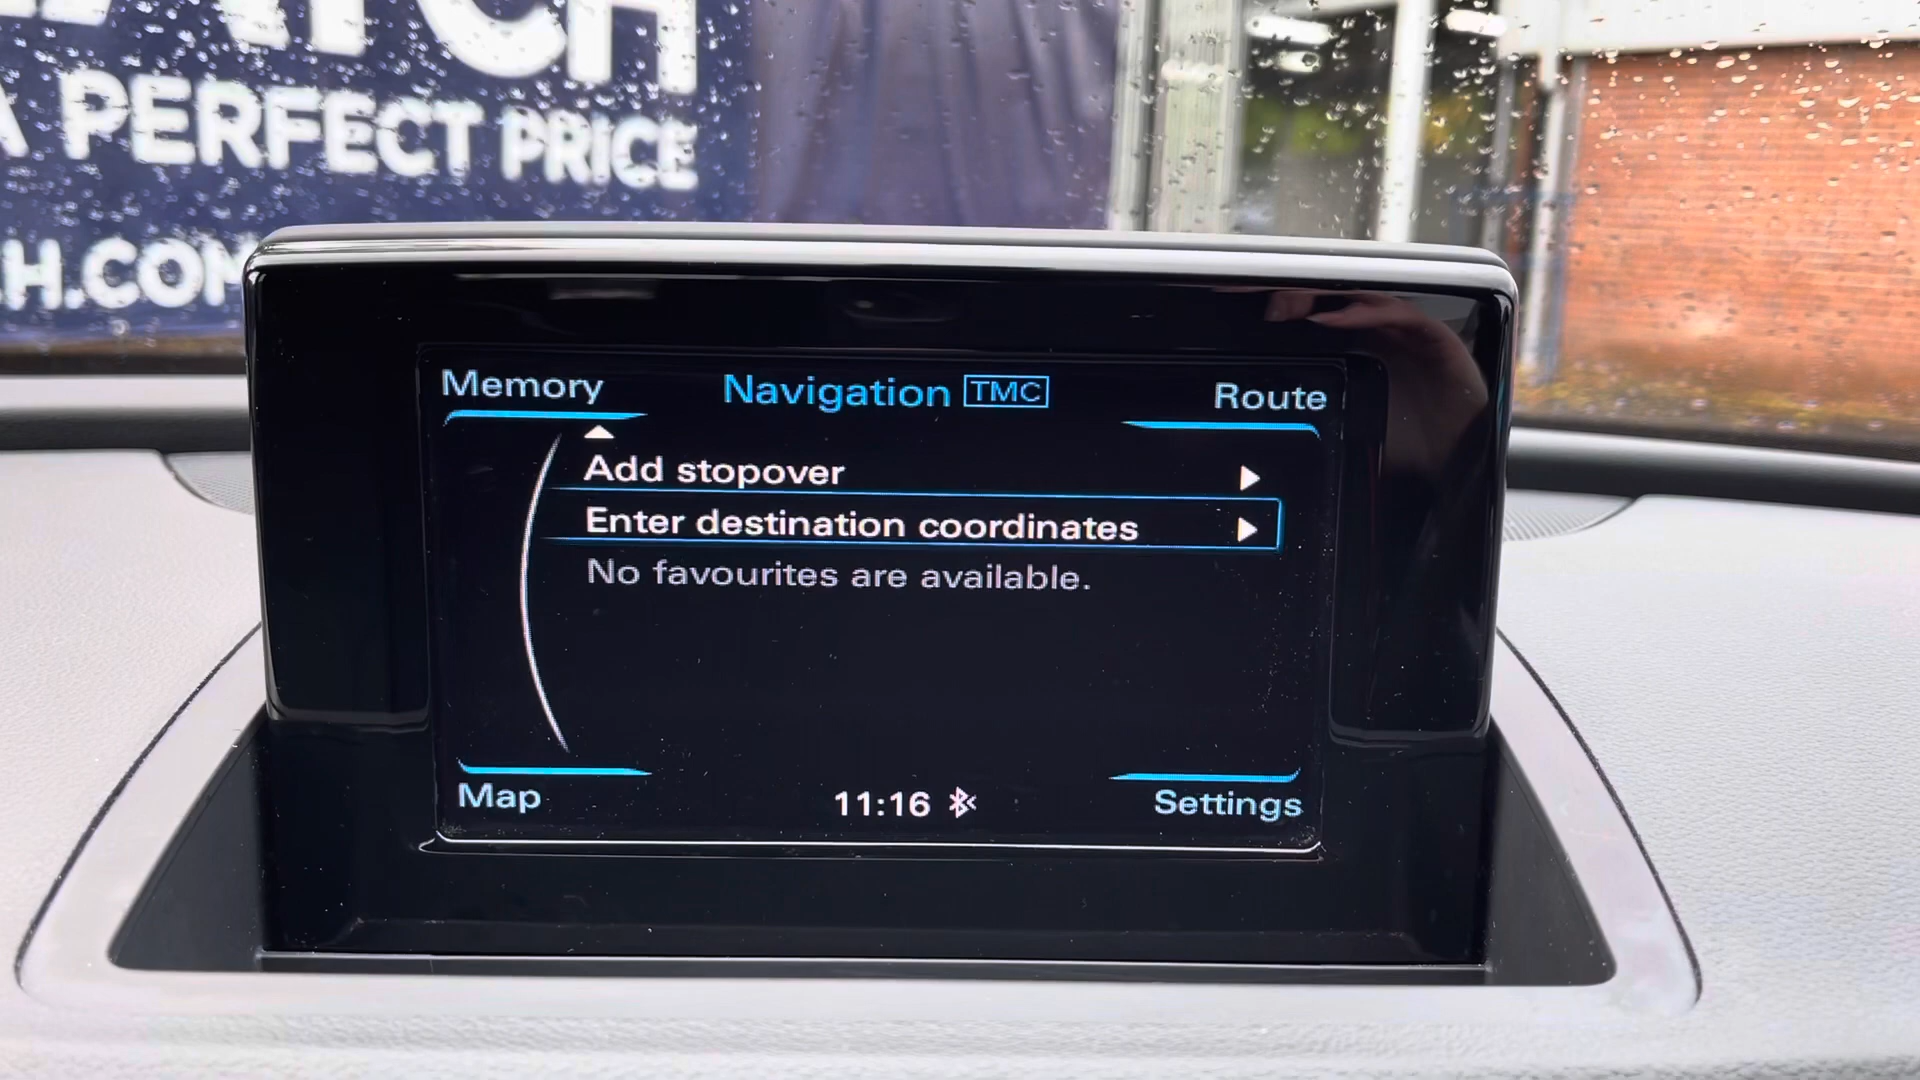 A PERFECT PRICE
H.COM
Memory
Navigation TMC
Route
Add stopover
Enter destination coordinates
No favourites are available.
Map
11:16
Settings